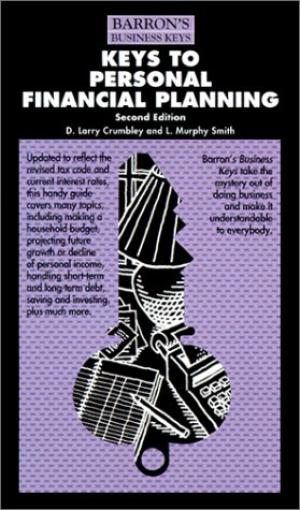 BARRON'S
BUSINESS KEYS
KEYS TO
PERSONAL
FINANCIAL PLANNING
Second Edition
D. Larry Crumbley and L. Murphy Smith
Updated to reflect the
revised tax code and
current interest rates,
this handy guide
covers many topics,
including making a
household budget,
projecting future
growth or decline
of personal income,
handling short-term
and long-term debt,
saving and investing,
plus much more.
Barron's Business
Keys take the
mystery out of
doing business
and make it
understandable
to everybody.